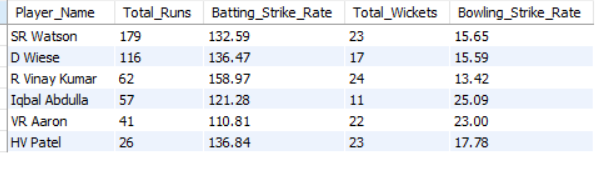 Player_Name Total_Runs Batting_Strike_Rate Total_Wickets Bowling_Strike_Rate
SR Watson 179 132.59 23 15.65
D Wiese 116 136.47 17 15.59
R Vinay Kumar 62 158.97 24 13.42
Iqbal Abdulla 57 121.28 11 25.09
VR Aaron 41 110.81 22 23.00
HV Patel 26 136.84 23 17.78